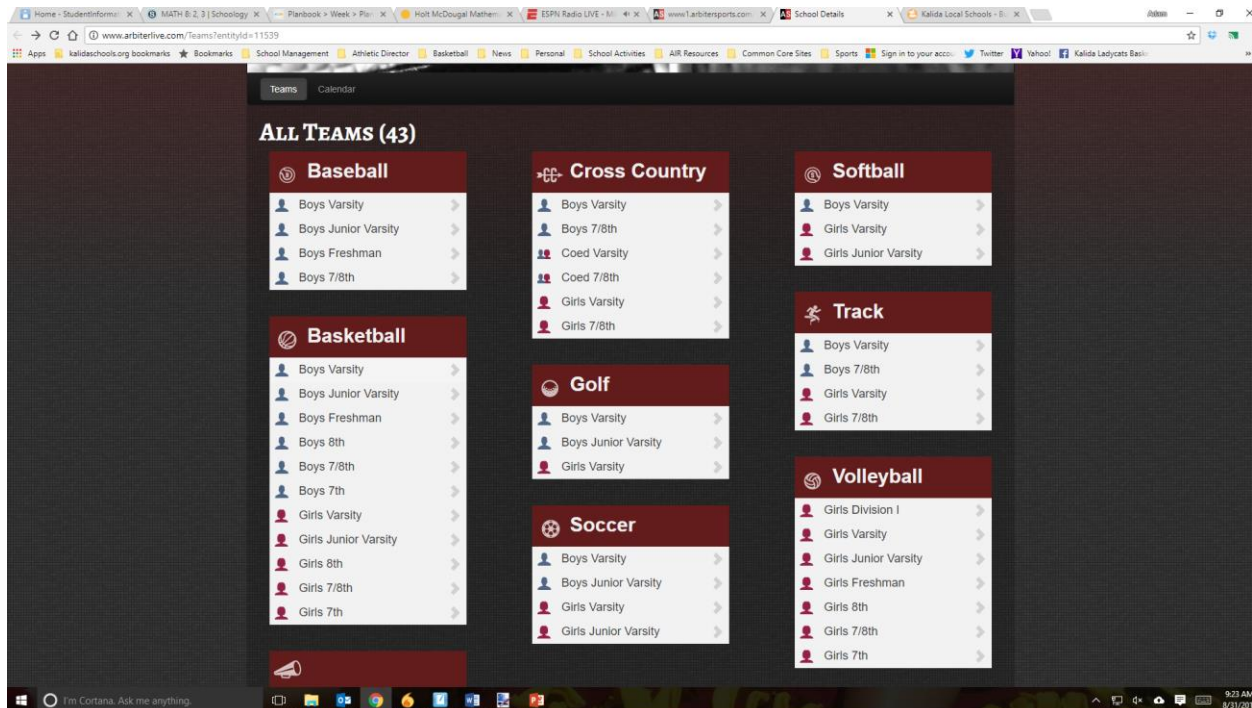 Home - StudentInformat
MATH 8: 2, 3 | Schoology
Planbook > Week > Plan
Holt McDougal Mathem
ESPN Radio LIVE - Mi
www1.arbitersports.com
School Details
Kalida Local Schools - B
www.arbiterlive.com/Teams?entityId=11539
Apps
kalidaschools.org bookmarks
Bookmarks
School Management
Athletic Director
Basketball
News
Personal
School Activities
AIR Resources
Common Core Sites
Sports
Sign in to your accou
Twitter
Yahoo!
Kalida Ladycats Bask
Teams
Calendar
ALL TEAMS (43)
Baseball
Boys Varsity
Boys Junior Varsity
Boys Freshman
Boys 7/8th
Basketball
Boys Varsity
Boys Junior Varsity
Boys Freshman
Boys 8th
Boys 7/8th
Boys 7th
Girls Varsity
Girls Junior Varsity
Girls 8th
Girls 7/8th
Girls 7th
Cross Country
Boys Varsity
Boys 7/8th
Coed Varsity
Coed 7/8th
Girls Varsity
Girls 7/8th
Golf
Boys Varsity
Boys Junior Varsity
Girls Varsity
Soccer
Boys Varsity
Boys Junior Varsity
Girls Varsity
Girls Junior Varsity
Softball
Boys Varsity
Girls Varsity
Girls Junior Varsity
Track
Boys Varsity
Boys 7/8th
Girls Varsity
Girls 7/8th
Volleyball
Girls Division I
Girls Varsity
Girls Junior Varsity
Girls Freshman
Girls 8th
Girls 7/8th
Girls 7th
I'm Cortana. Ask me anything.
9:23 AM
8/31/20